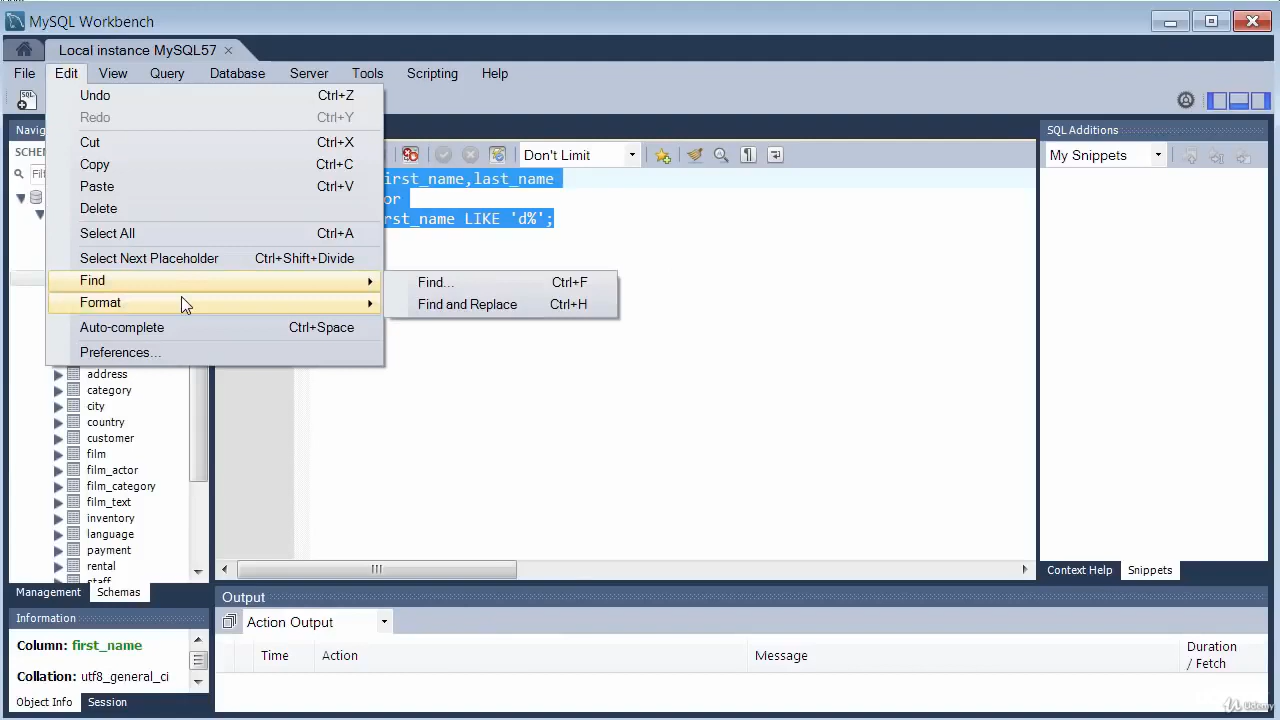 MySQL Workbench
Local instance MySQL57
File Edit View Query Database Server Tools Scripting Help
Undo Ctrl+Z
Redo Ctrl+Y
Cut Ctrl+X
Copy Ctrl+C
Paste Ctrl+V
Delete
Select All Ctrl+A
Select Next Placeholder Ctrl+Shift+Divide
Find
Format
Auto-complete Ctrl+Space
Preferences...
Find... Ctrl+F
Find and Replace Ctrl+H
SQL
Don't Limit
irst_name,last_name
or
rst_name LIKE 'd%';
address
category
city
country
customer
film
film_actor
film_category
film_text
inventory
language
payment
rental
Management Schemas
Information
Column: first_name
Collation: utf8_general_ci
Object Info Session
SQL Additions
My Snippets
Context Help Snippets
Output
Action Output
Time Action Message Duration / Fetch
Udemy